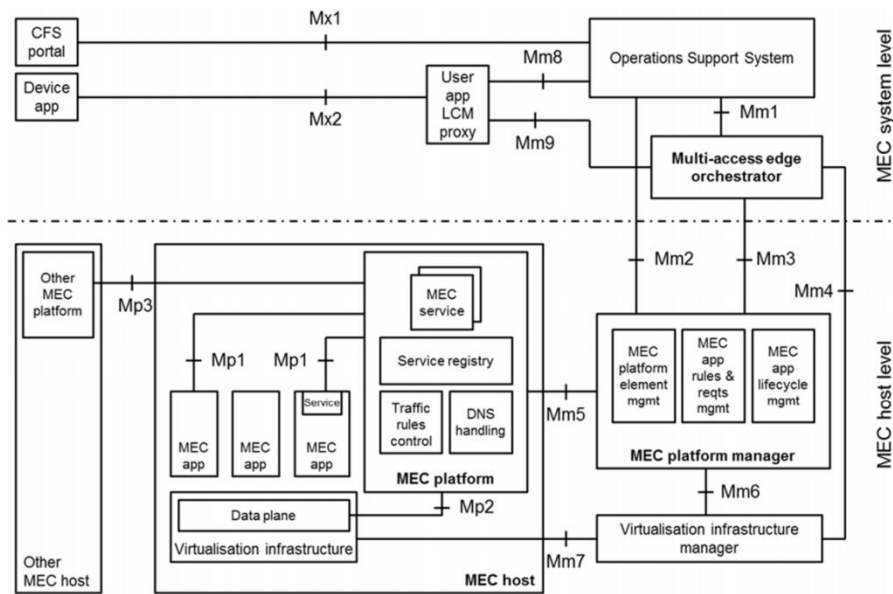 CFS
portal
Mx1
Operations Support System
Device
app
Mx2
User
app
LCM
proxy
Mm8
Mm9
Mm1
Multi-access edge
orchestrator
MEC system level
Other
MEC
platform
Mp3
MEC
service
Mp1
Mp1
Service registry
Traffic
rules
control
DNS
handling
MEC platform
MEC
app
MEC
app
Service
MEC
app
Mp2
Data plane
Virtualisation infrastructure
MEC host
Other
MEC host
Mm2
Mm3
Mm4
Mm5
MEC
platform
element
mgmt
MEC
app
rules &
reqts
mgmt
MEC
app
lifecycle
mgmt
MEC platform manager
Mm6
Mm7
Virtualisation infrastructure
manager
MEC host level